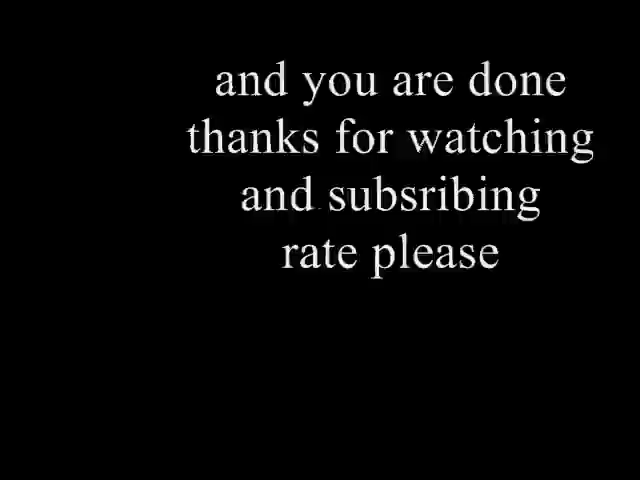 and you are done
thanks for watching
and subsribing
rate please